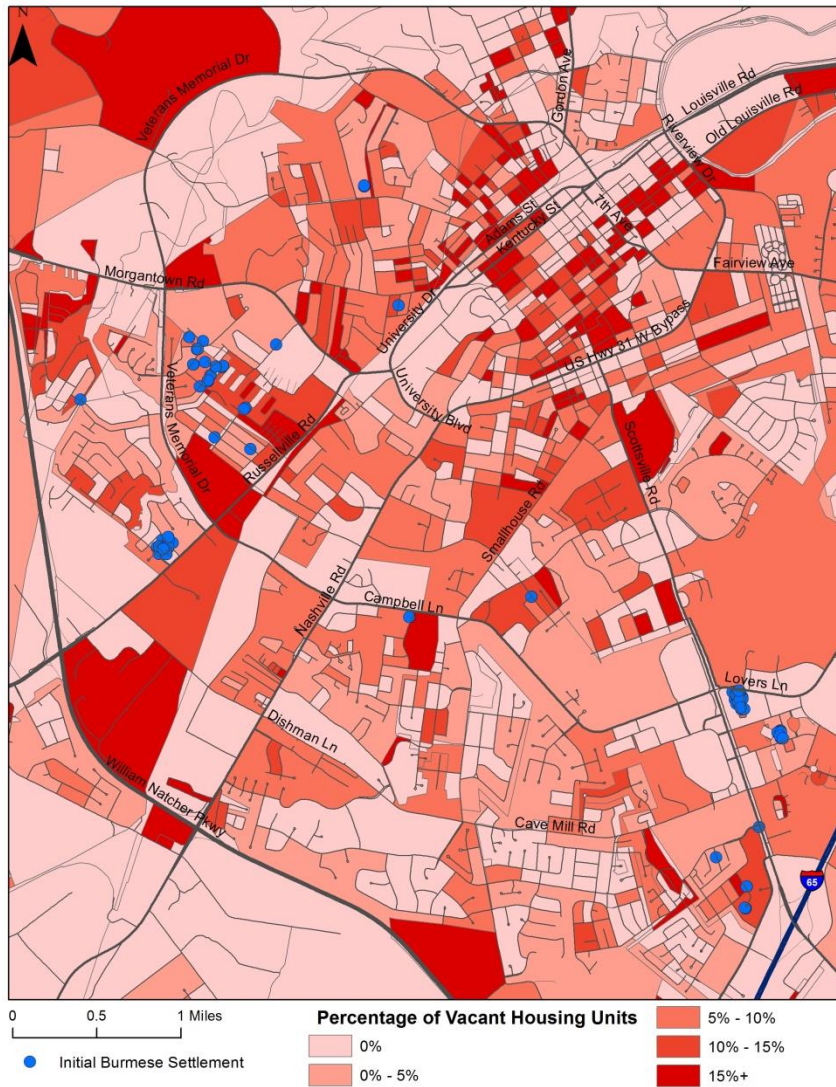 N
Veterans Memorial Dr
Gordon Ave
Louisville Rd
Old Louisville Rd
Riverview Dr
7th Ave
Adams St
Kentucky St
Fairview Ave
Morgantown Rd
University Dr
US Hwy 31 W Bypass
University Blvd
Veterans Memorial Dr
Russellville Rd
Scottsville Rd
Smallhouse Rd
Nashville Rd
Campbell Ln
Lovers Ln
Dishman Ln
William Natcher Pkwy
Cave Mill Rd
65
0 0.5 1 Miles
Initial Burmese Settlement
Percentage of Vacant Housing Units
0%
0% - 5%
5% - 10%
10% - 15%
15%+